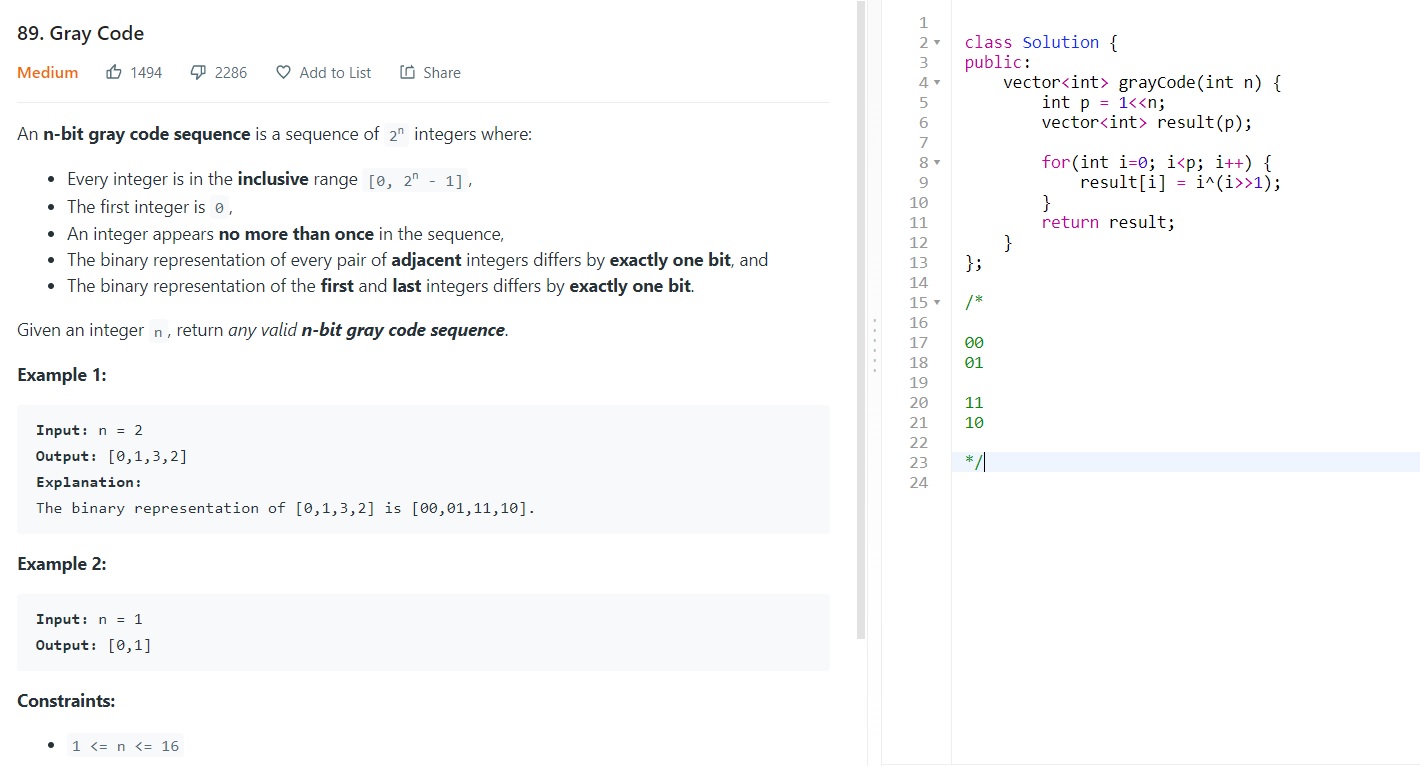 89. Gray Code
Medium 1494 2286 Add to List Share
An n-bit gray code sequence is a sequence of 2ⁿ integers where:
• Every integer is in the inclusive range [0, 2ⁿ - 1],
• The first integer is 0,
• An integer appears no more than once in the sequence,
• The binary representation of every pair of adjacent integers differs by exactly one bit, and
• The binary representation of the first and last integers differs by exactly one bit.
Given an integer n, return any valid n-bit gray code sequence.
Example 1:
Input: n = 2
Output: [0,1,3,2]
Explanation:
The binary representation of [0,1,3,2] is [00,01,11,10].
Example 2:
Input: n = 1
Output: [0,1]
Constraints:
• 1 <= n <= 16
1
2 class Solution {
3 public:
4     vector<int> grayCode(int n) {
5         int p = 1<<n;
6         vector<int> result(p);
7
8         for(int i=0; i<p; i++) {
9             result[i] = i^(i>>1);
10         }
11         return result;
12     }
13 };
14
15 /*
16
17 00
18 01
19
20 11
21 10
22
23 */
24